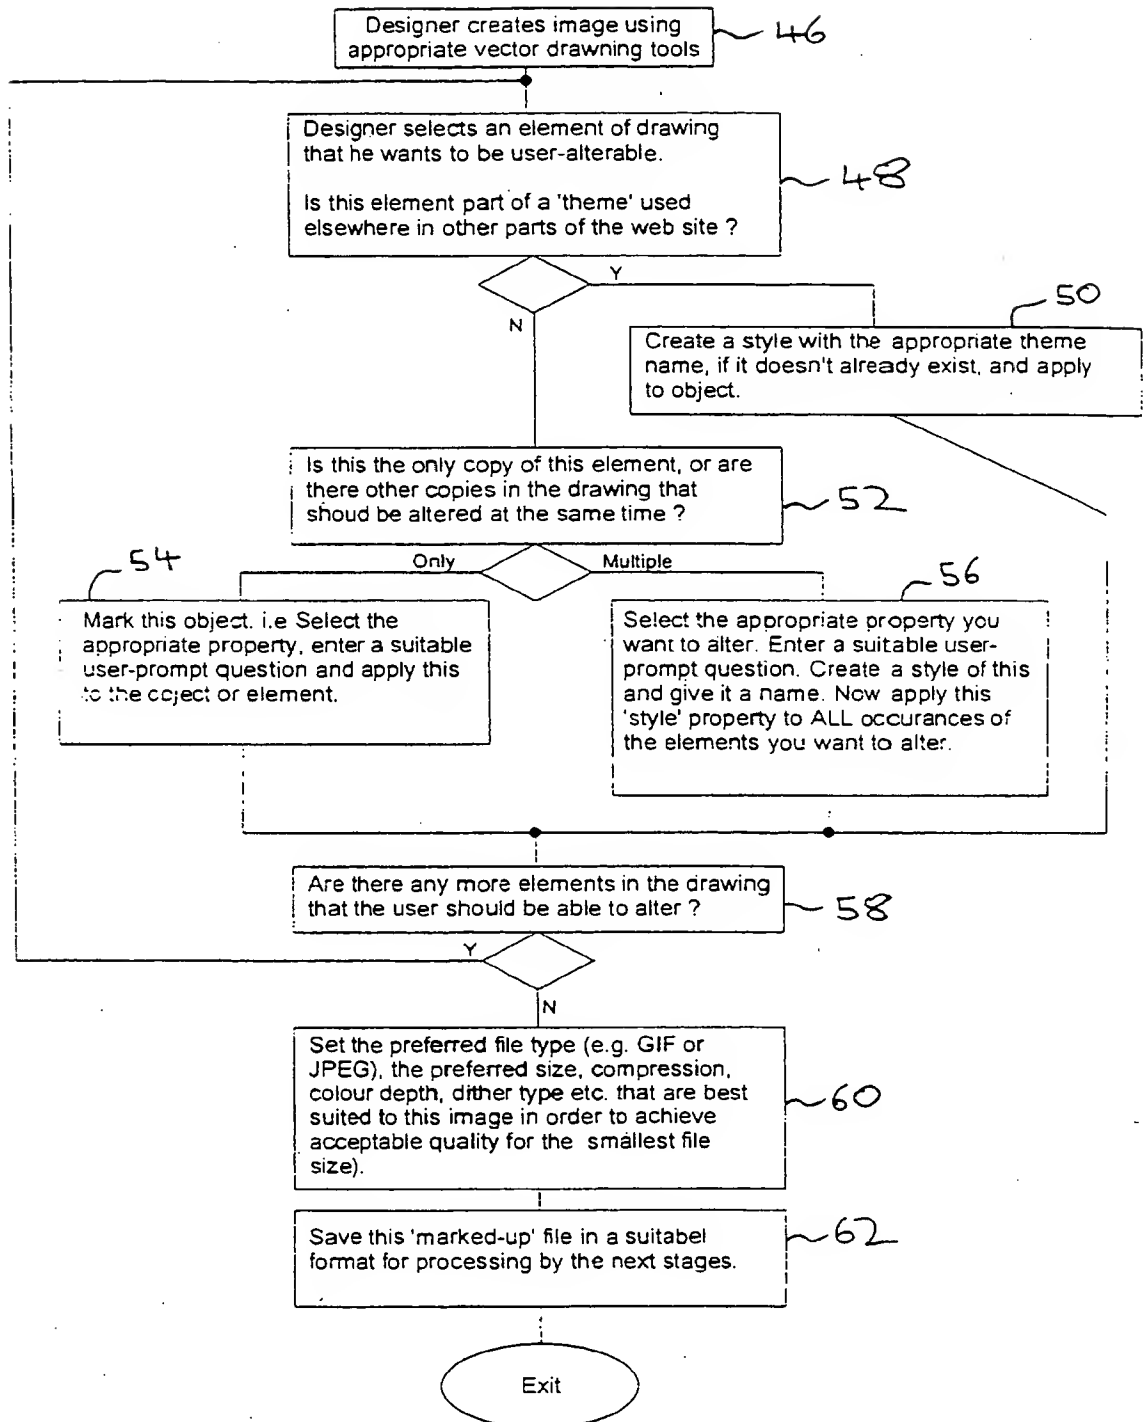 Designer creates image using
appropriate vector drawning tools
46
Designer selects an element of drawing
that he wants to be user-alterable.
Is this element part of a 'theme' used
elsewhere in other parts of the web site ?
48
Y
N
50
Create a style with the appropriate theme
name, if it doesn't already exist, and apply
to object.
Is this the only copy of this element, or are
there other copies in the drawing that
shoud be altered at the same time ?
52
Only
Multiple
54
Mark this object. i.e Select the
appropriate property, enter a suitable
user-prompt question and apply this
to the object or element.
56
Select the appropriate property you
want to alter. Enter a suitable user-
prompt question. Create a style of this
and give it a name. Now apply this
'style' property to ALL occurances of
the elements you want to alter.
Are there any more elements in the drawing
that the user should be able to alter ?
58
Y
N
Set the preferred file type (e.g. GIF or
JPEG), the preferred size, compression,
colour depth, dither type etc. that are best
suited to this image in order to achieve
acceptable quality for the smallest file
size).
60
Save this 'marked-up' file in a suitabel
format for processing by the next stages.
62
Exit